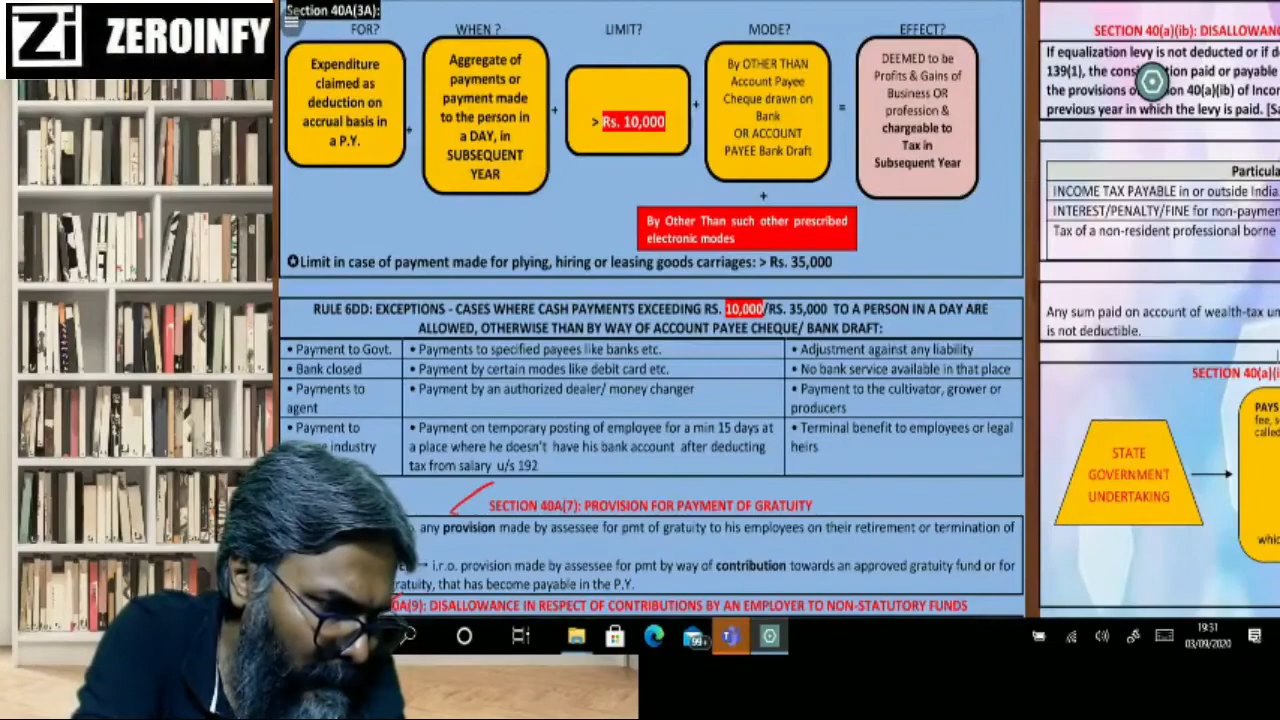 Zi ZEROINFY
Section 40A(3A):
FOR?
WHEN ?
LIMIT?
MODE?
EFFECT?
Expenditure
claimed as
deduction on
accrual basis in
a P.Y.
+
Aggregate of
payments or
payment made
to the person in
a DAY, in
SUBSEQUENT
YEAR
+
> Rs. 10,000
+
By OTHER THAN
Account Payee
Cheque drawn on
Bank
OR ACCOUNT
PAYEE Bank Draft
=
DEEMED to be
Profits & Gains of
Business OR
profession &
chargeable to
Tax in
Subsequent Year
+
By Other Than such other prescribed
electronic modes
Limit in case of payment made for plying, hiring or leasing goods carriages: > Rs. 35,000
RULE 6DD: EXCEPTIONS - CASES WHERE CASH PAYMENTS EXCEEDING RS. 10,000/RS. 35,000 TO A PERSON IN A DAY ARE
ALLOWED, OTHERWISE THAN BY WAY OF ACCOUNT PAYEE CHEQUE/ BANK DRAFT:
• Payment to Govt.
• Payments to specified payees like banks etc.
• Adjustment against any liability
• Bank closed
• Payment by certain modes like debit card etc.
• No bank service available in that place
• Payments to
agent
• Payment by an authorized dealer/ money changer
• Payment to the cultivator, grower or
producers
• Payment to
industry
• Payment on temporary posting of employee for a min 15 days at
a place where he doesn't have his bank account after deducting
tax from salary u/s 192
• Terminal benefit to employees or legal
heirs
SECTION 40A(7): PROVISION FOR PAYMENT OF GRATUITY
any provision made by assessee for pmt of gratuity to his employees on their retirement or termination of
i.r.o. provision made by assessee for pmt by way of contribution towards an approved gratuity fund or for
gratuity, that has become payable in the P.Y.
0A(9): DISALLOWANCE IN RESPECT OF CONTRIBUTIONS BY AN EMPLOYER TO NON-STATUTORY FUNDS
SECTION 40(a)(ib): DISALLOWANC
If equalization levy is not deducted or if d
139(1), the cons on paid or payable
the provisions o on 40(a)(ib) of Incor
previous year in which the levy is paid. [S
Particula
INCOME TAX PAYABLE in or outside India
INTEREST/PENALTY/FINE for non-paymen
Tax of a non-resident professional borne
Any sum paid on account of wealth-tax un
is not deductible.
SECTION 40(a)(i
STATE
GOVERNMENT
UNDERTAKING
PAYS
fee, s
called
which
99+
19:31
03/09/2020